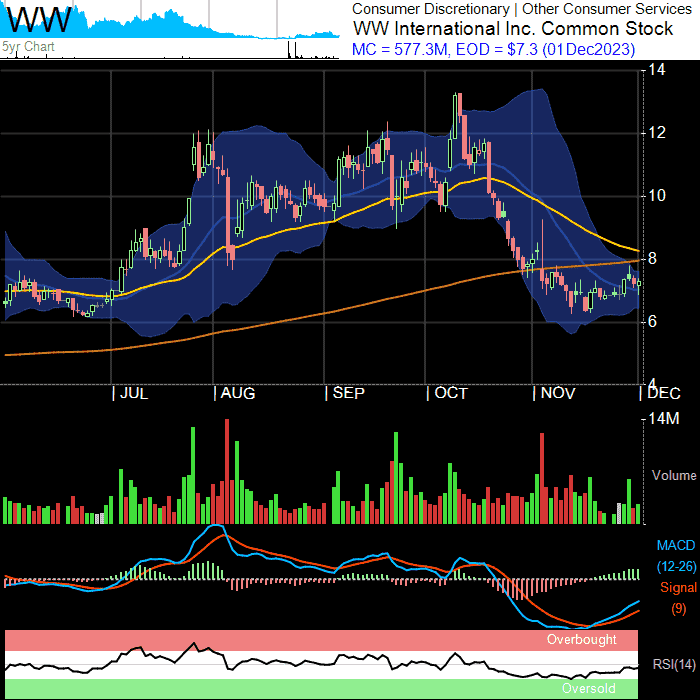 WW
5yr Chart
Consumer Discretionary | Other Consumer Services
WW International Inc. Common Stock
MC = 577.3M, EOD = $7.3 (01Dec2023)
14
12
10
8
6
4
JUL
AUG
SEP
OCT
NOV
DEC
14M
Volume
MACD
(12-26)
Signal
(9)
Overbought
RSI(14)
Oversold